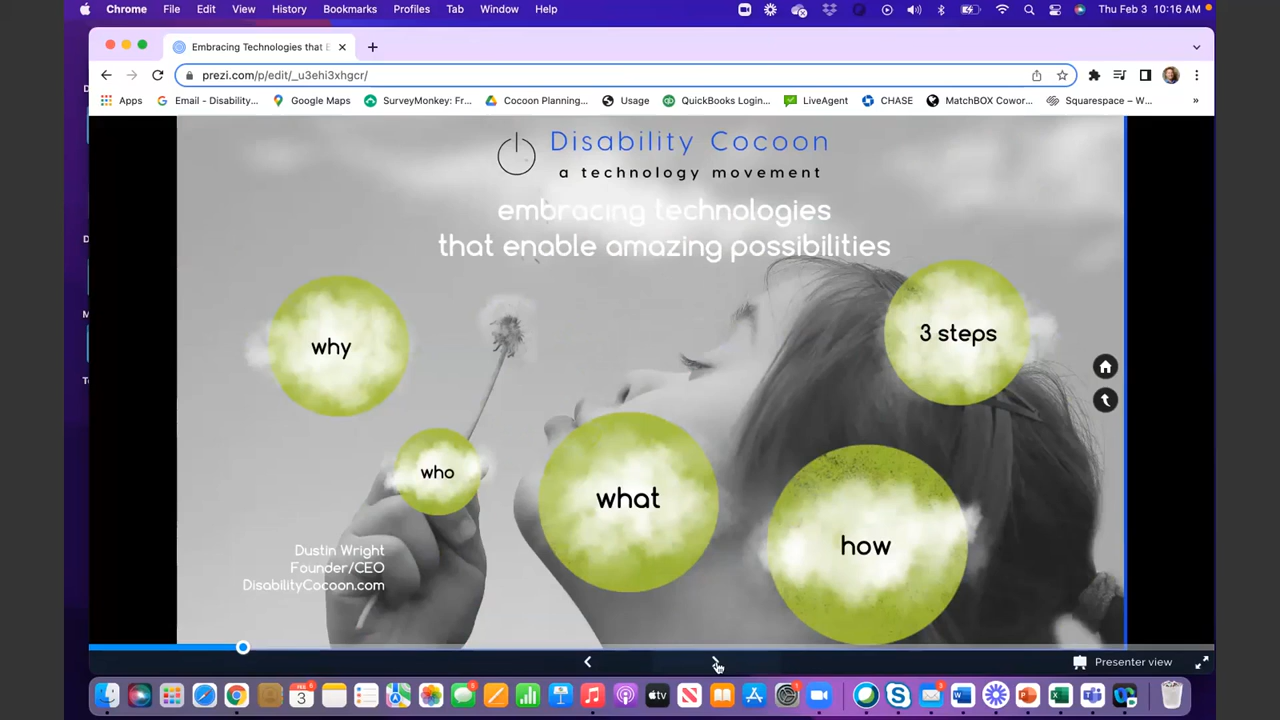 Chrome File Edit View History Bookmarks Profiles Tab Window Help Thu Feb 3 10:16 AM
Embracing Technologies that E
prezi.com/p/edit/_u3ehi3xhgcr/
Apps Email - Disability... Google Maps SurveyMonkey: Fr... Cocoon Planning... Usage QuickBooks Login... LiveAgent CHASE MatchBOX Cowor... Squarespace – W... »
Disability Cocoon
a technology movement
embracing technologies
that enable amazing possibilities
why
3 steps
who
what
how
Dustin Wright
Founder/CEO
DisabilityCocoon.com
Presenter view